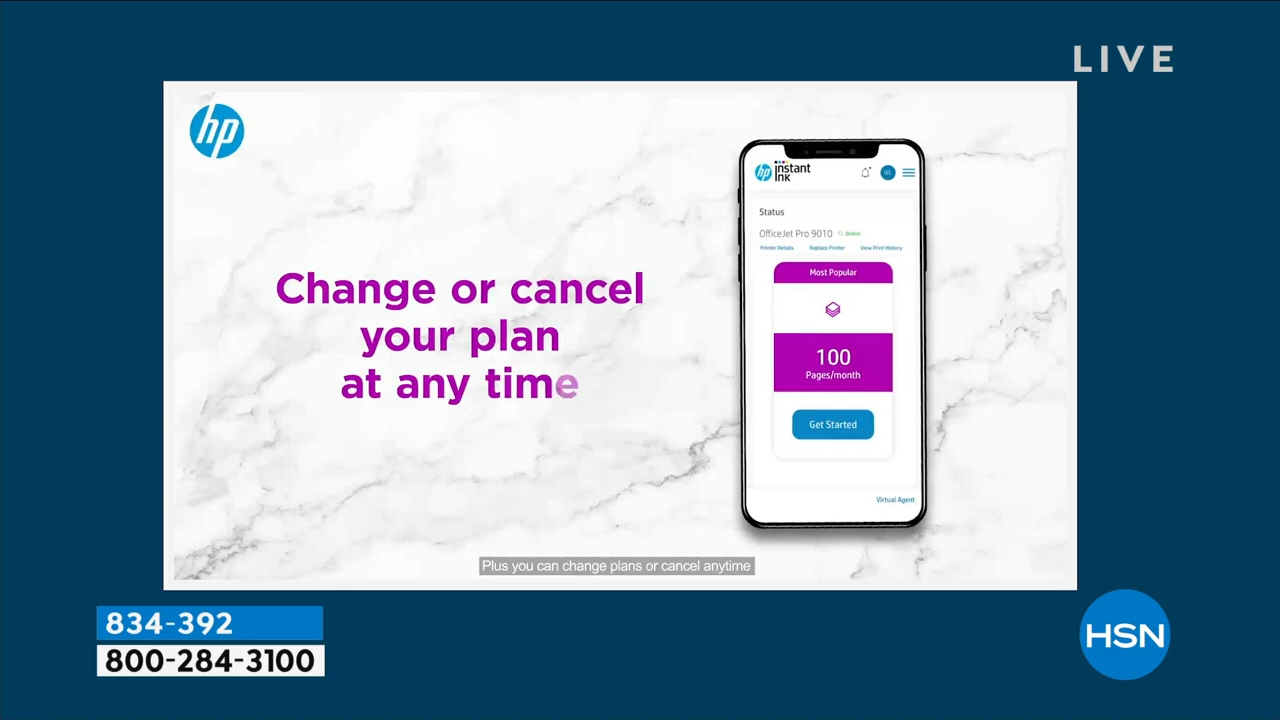 LIVE
hp
Change or cancel
your plan
at any time
hp instant ink
WL
Status
OfficeJet Pro 9010 Online
Printer Details Replace Printer View Print History
Most Popular
100
Pages/month
Get Started
Virtual Agent
Plus you can change plans or cancel anytime
834-392
800-284-3100
HSN